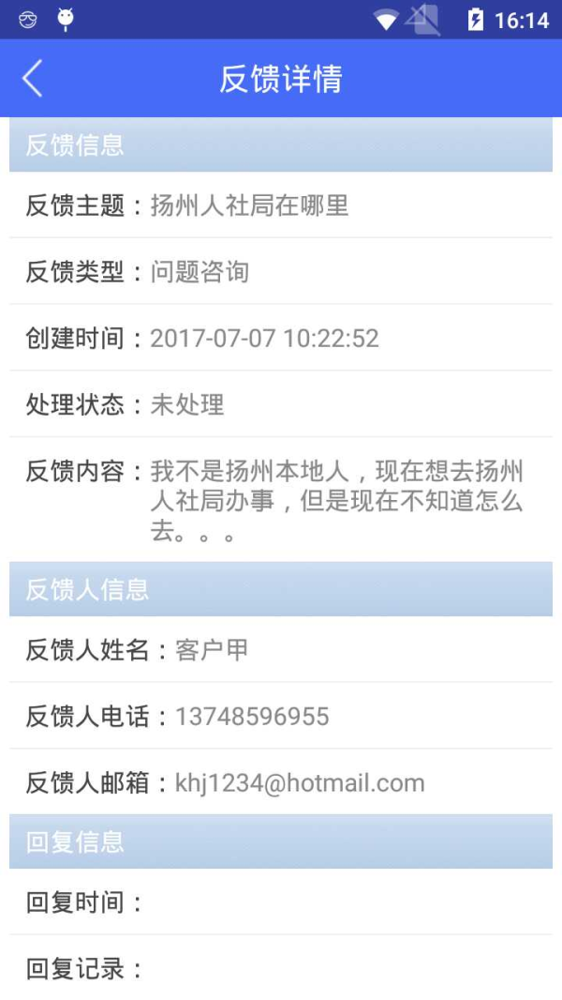 16:14
反馈详情
反馈信息
反馈主题：扬州人社局在哪里
反馈类型：问题咨询
创建时间：2017-07-07 10:22:52
处理状态：未处理
反馈内容：我不是扬州本地人，现在想去扬州
人社局办事，但是现在不知道怎么
去。。。
反馈人信息
反馈人姓名：客户甲
反馈人电话：13748596955
反馈人邮箱：khj1234@hotmail.com
回复信息
回复时间：
回复记录：